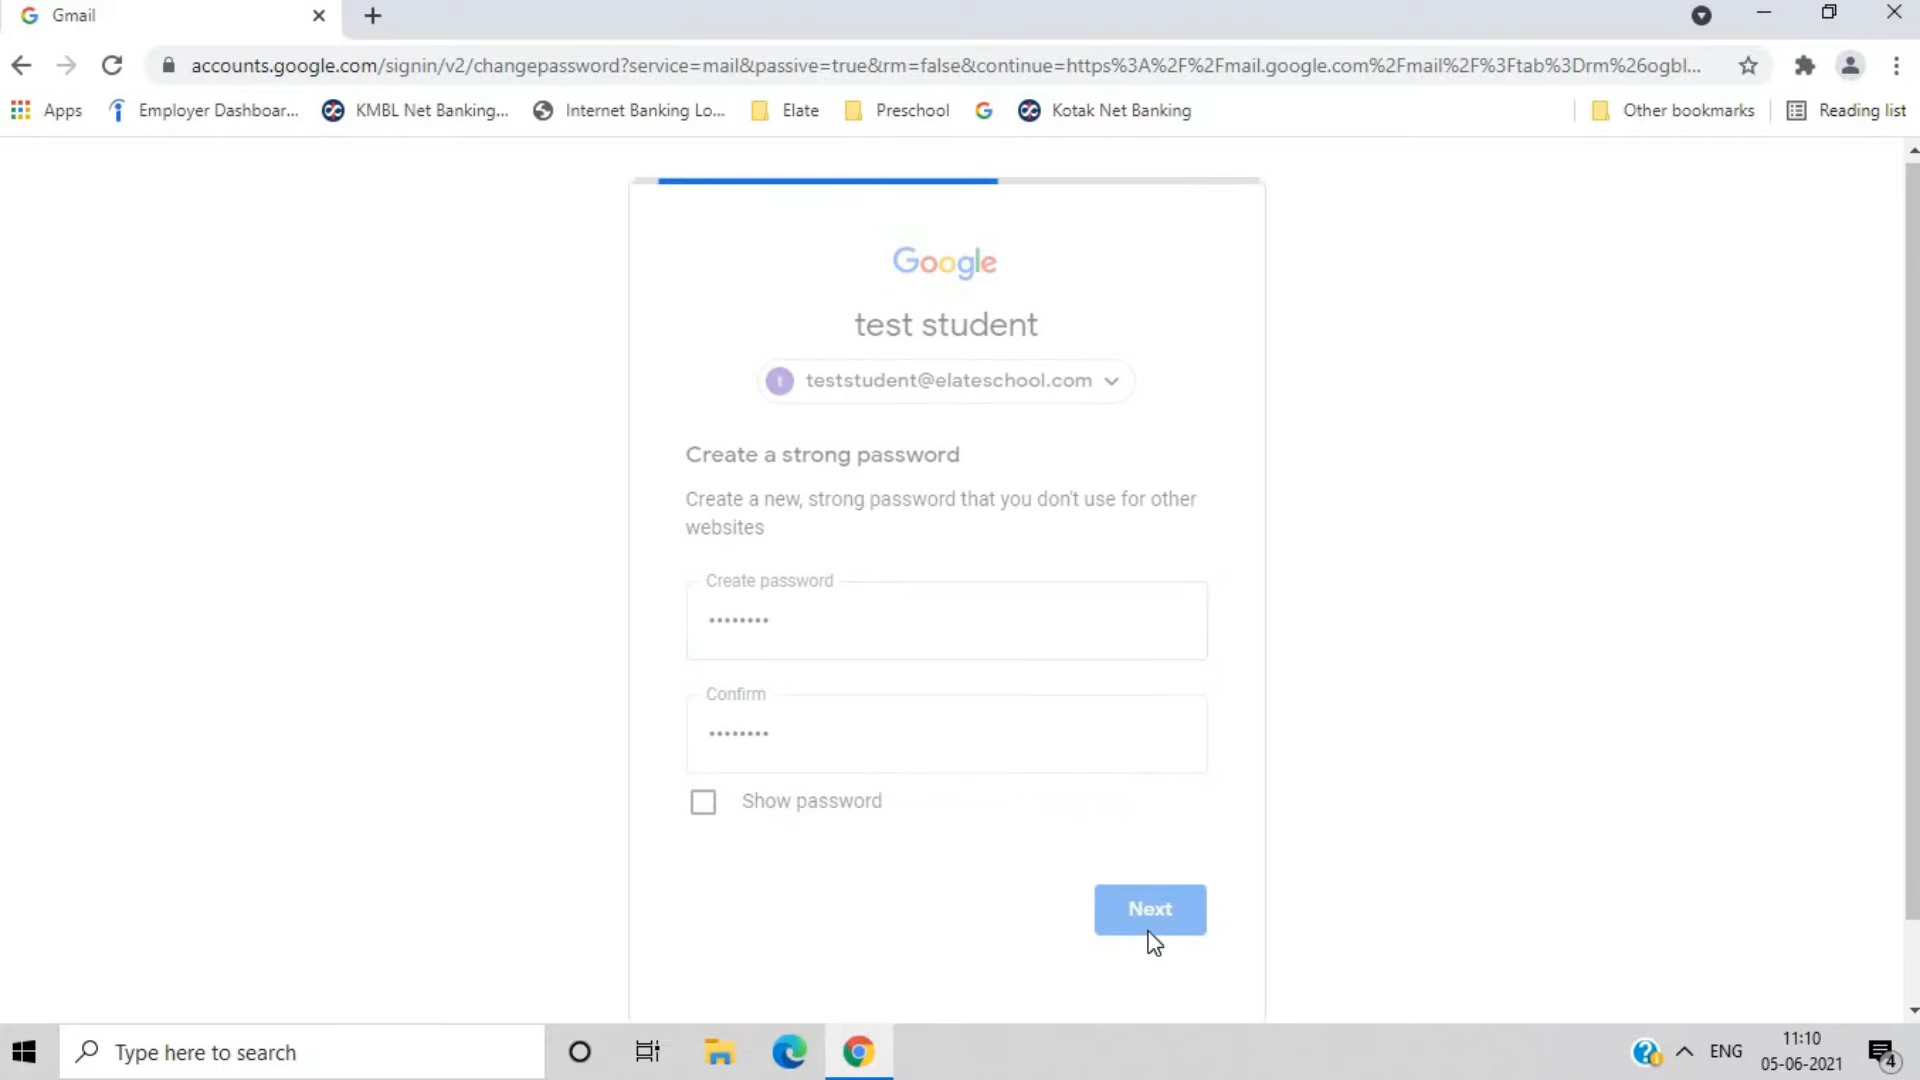 Gmail
accounts.google.com/signin/v2/changepassword?service=mail&passive=true&rm=false&continue=https%3A%2F%2Fmail.google.com%2Fmail%2F%3Ftab%3Drm%26ogbl...
Apps Employer Dashboar... KMBL Net Banking... Internet Banking Lo... Elate Preschool Kotak Net Banking Other bookmarks Reading list
Google
test student
t teststudent@elateschool.com
Create a strong password
Create a new, strong password that you don't use for other
websites
Create password
••••••••
Confirm
••••••••
Show password
Next
Type here to search
ENG
11:10
05-06-2021
4